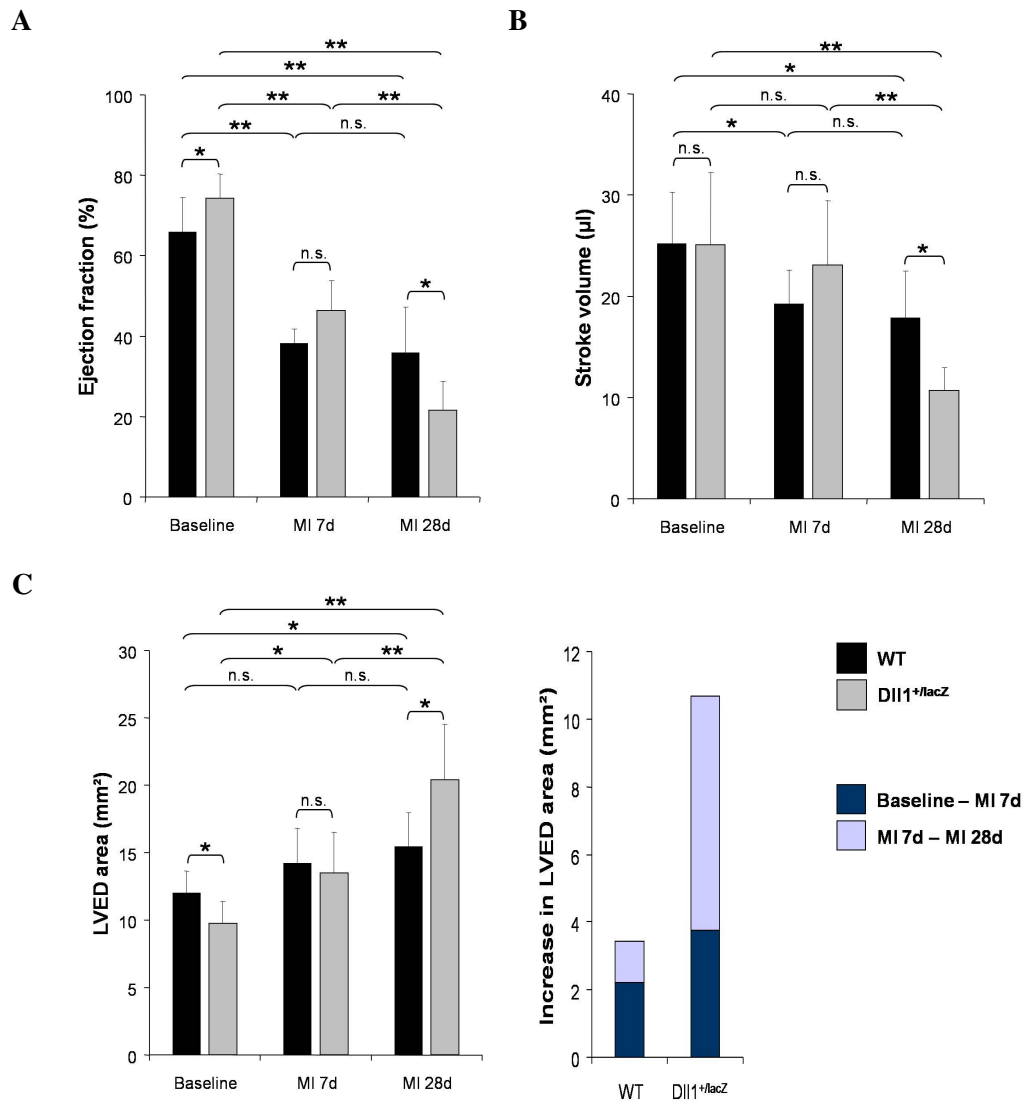 A
**
**
** **
** n.s.
*
n.s.
*
100
80
60
40
20
0
Ejection fraction (%)
Baseline MI 7d MI 28d
B
**
*
n.s. **
* n.s.
n.s.
n.s.
*
40
30
20
10
0
Stroke volume (µl)
Baseline MI 7d MI 28d
C
**
*
* **
n.s. n.s.
*
n.s.
*
30
25
20
15
10
5
0
LVED area (mm²)
Baseline MI 7d MI 28d
12
10
8
6
4
2
0
Increase in LVED area (mm²)
WT Dll1+/lacZ
WT
Dll1+/lacZ
Baseline – MI 7d
MI 7d – MI 28d